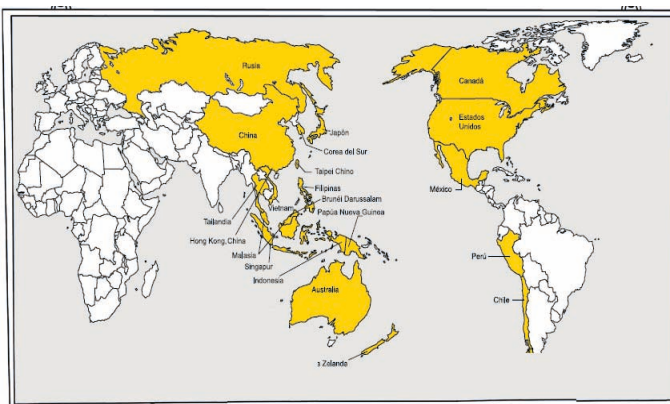 Rusia
Canadá
Estados
Unidos
China
Japón
Corea del Sur
Taipei Chino
México
Filipinas
Brunéi Darussalam
Vietnam
Papúa Nueva Guinea
Tailandia
Hong Kong, China
Malasia
Singapur
Indonesia
Perú
Australia
Chile